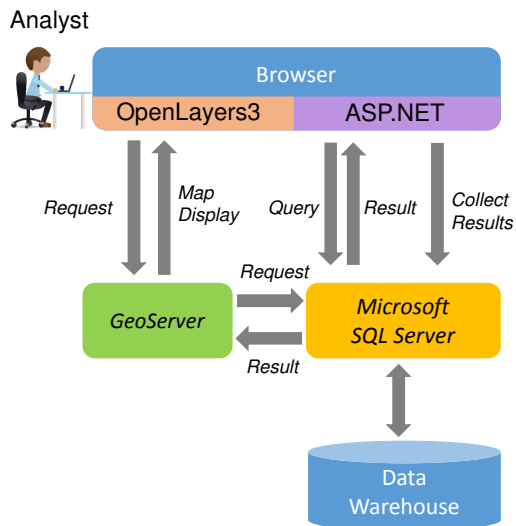 Analyst
Browser
OpenLayers3
ASP.NET
Request
Map
Display
Query
Result
Collect
Results
GeoServer
Request
Result
Microsoft
SQL Server
Data
Warehouse